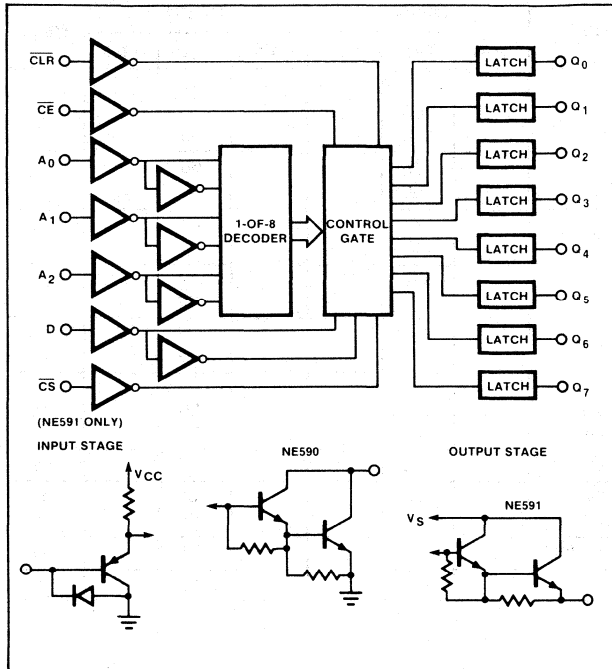 CLR
CE
A0
A1
A2
D
CS
(NE591 ONLY)
1-OF-8
DECODER
CONTROL
GATE
LATCH Q0
LATCH Q1
LATCH Q2
LATCH Q3
LATCH Q4
LATCH Q5
LATCH Q6
LATCH Q7
INPUT STAGE
VCC
NE590
OUTPUT STAGE
NE591
VS